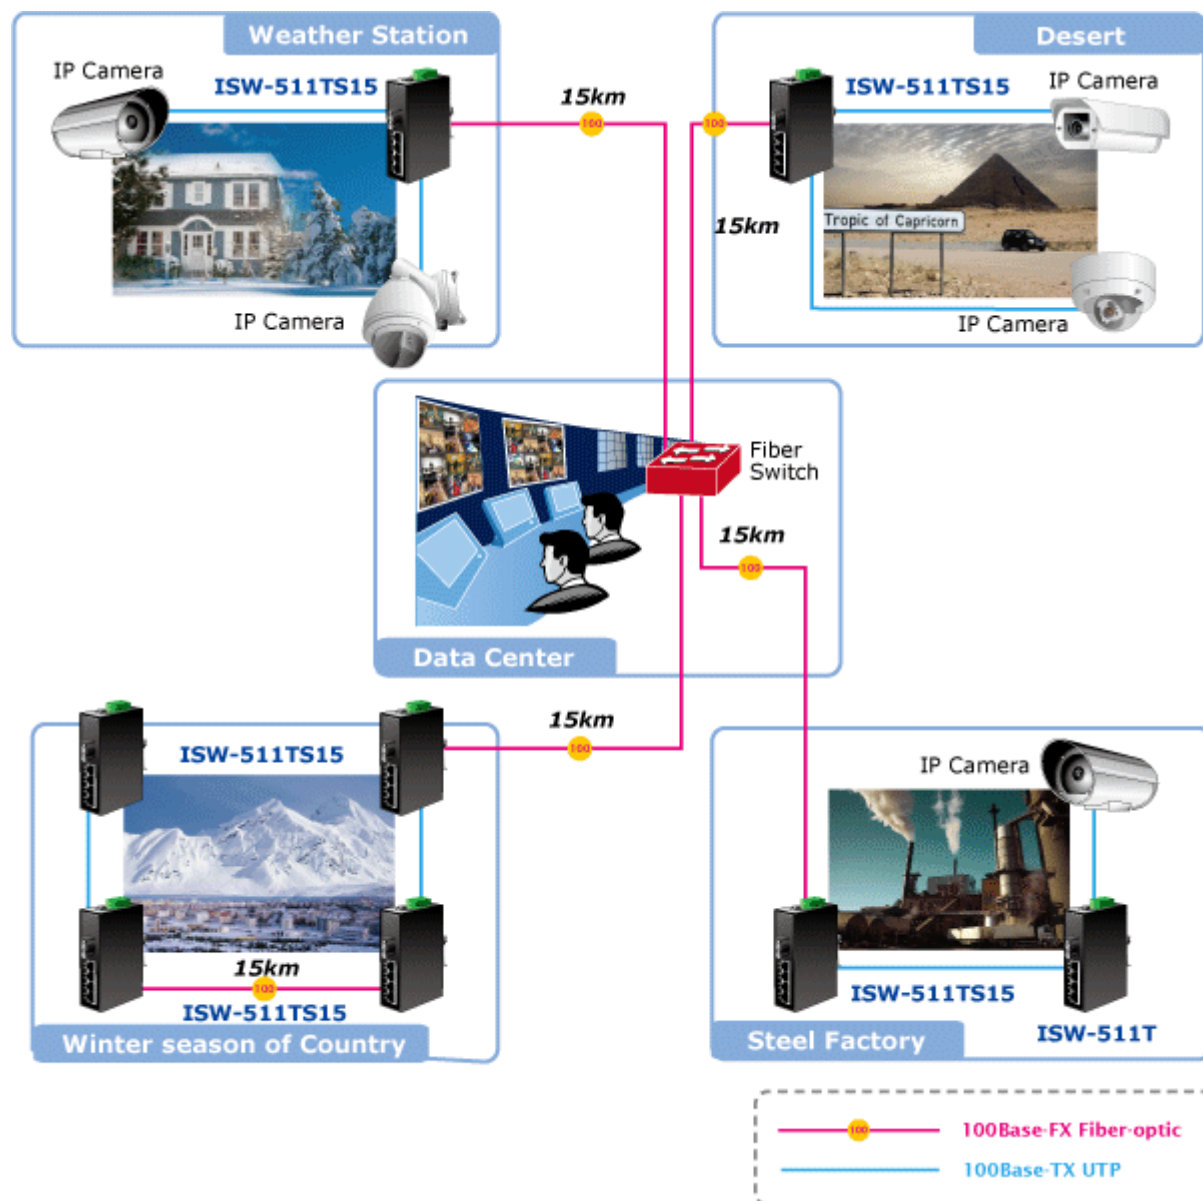 Weather Station
IP Camera
ISW-511TS15
IP Camera
15km
100
Desert
ISW-511TS15
IP Camera
100
15km
Tropic of Capricorn
IP Camera
Fiber
Switch
15km
100
Data Center
15km
100
ISW-511TS15
15km
100
ISW-511TS15
Winter season of Country
IP Camera
ISW-511TS15
ISW-511T
Steel Factory
100
100Base-FX Fiber-optic
100Base-TX UTP